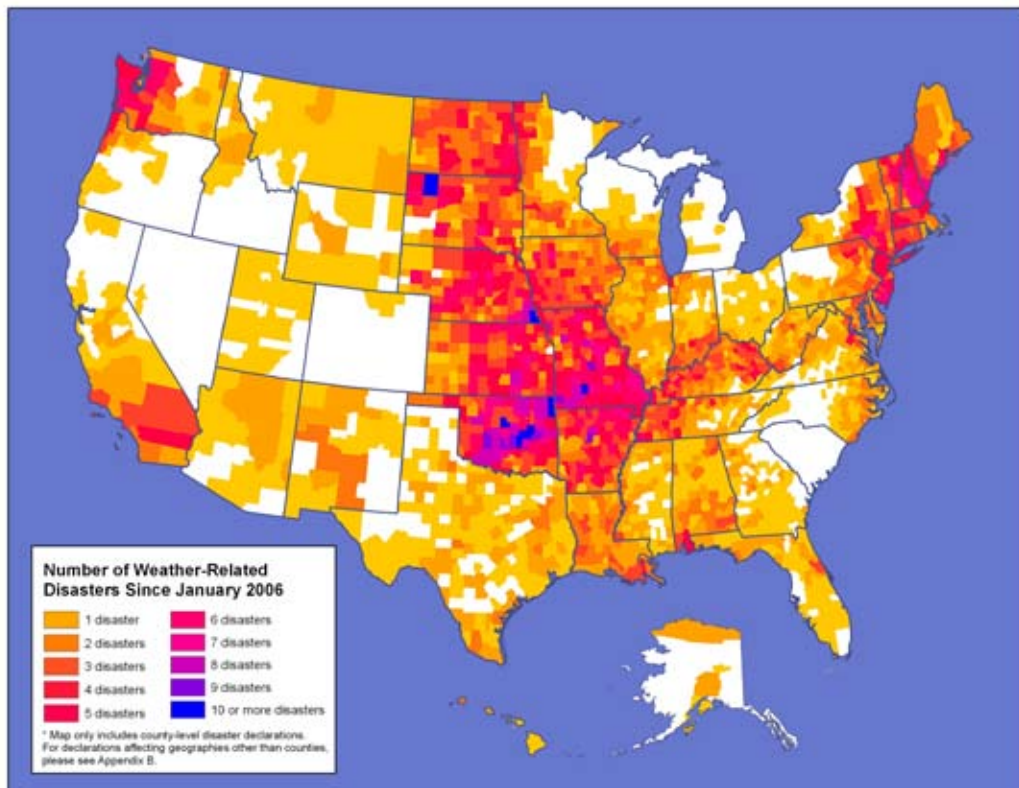 Number of Weather-Related
Disasters Since January 2006
1 disaster
2 disasters
3 disasters
4 disasters
5 disasters
6 disasters
7 disasters
8 disasters
9 disasters
10 or more disasters
* Map only includes county-level disaster declarations.
For declarations affecting geographies other than counties,
please see Appendix B.